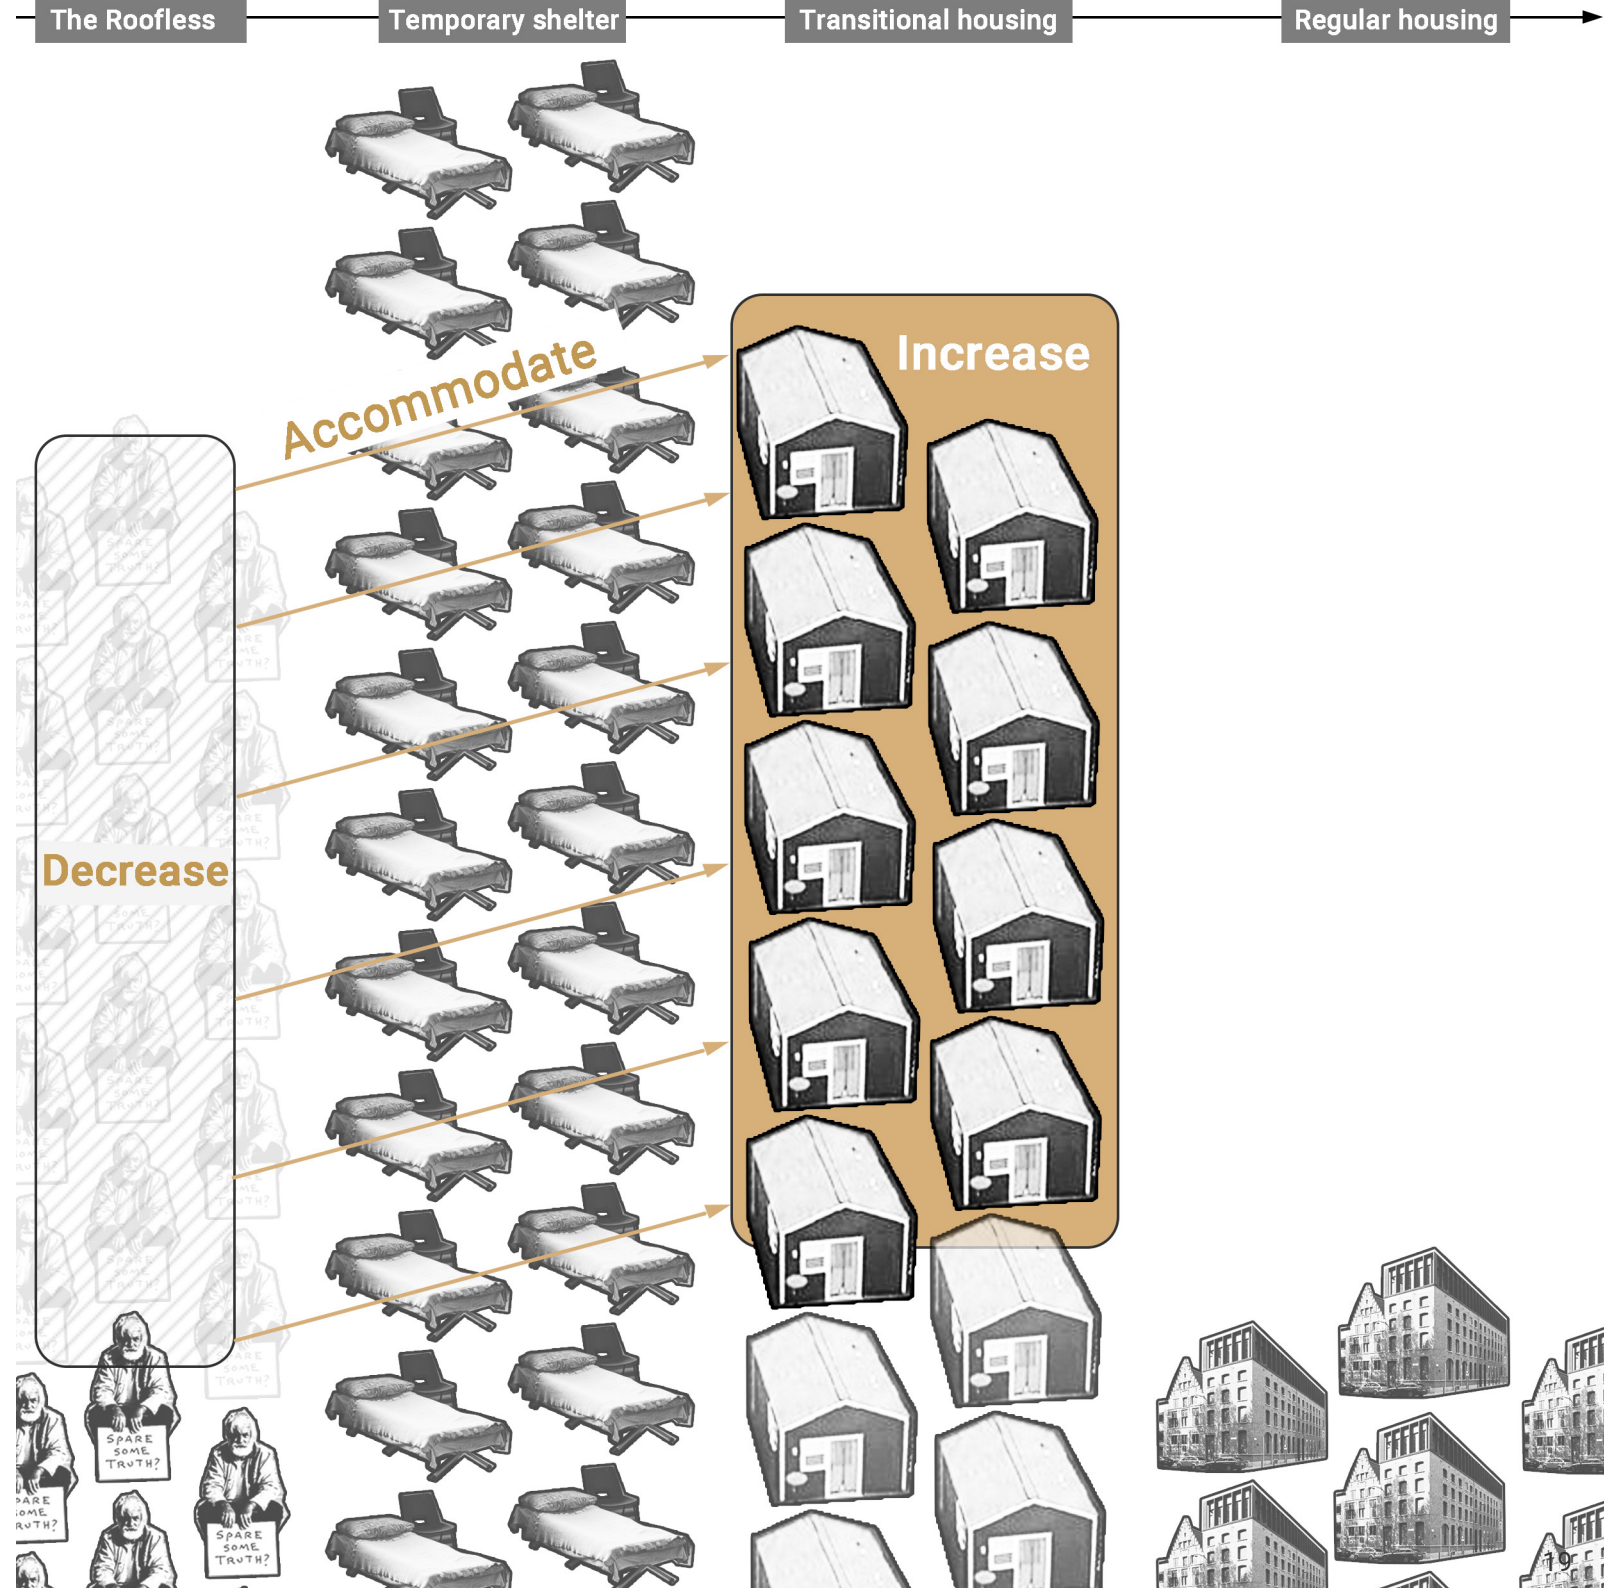 The Roofless
Temporary shelter
Transitional housing
Regular housing
Increase
Accommodate
Decrease
SPARE
SOME
TRUTH?
SPARE
SOME
TRUTH?
19